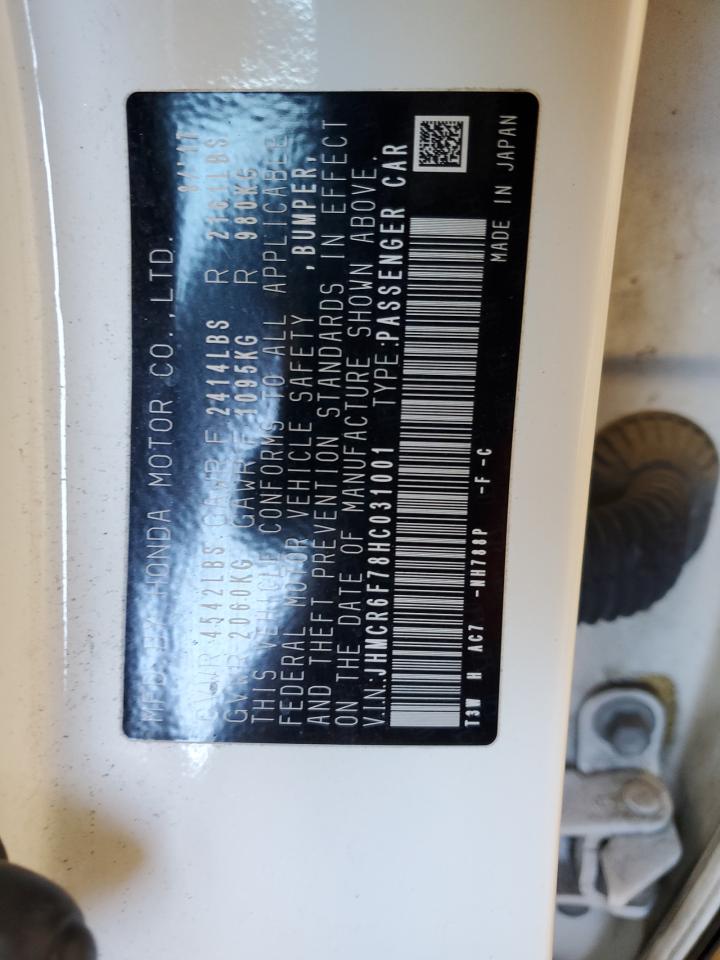 MFD BY HONDA MOTOR CO.,LTD. 8/17
GVWR 4542LBS GAWR F 2414LBS R 2161LBS
GVWR 2060KG GAWR F 1095KG R 980KG
THIS VEHICLE CONFORMS TO ALL APPLICABLE
FEDERAL MOTOR VEHICLE SAFETY ,BUMPER,
AND THEFT PREVENTION STANDARDS IN EFFECT
ON THE DATE OF MANUFACTURE SHOWN ABOVE.
V.I.N:JHMCR6F78HC031001 TYPE:PASSENGER CAR
T3W H AC7 -NH788P -F-C MADE IN JAPAN